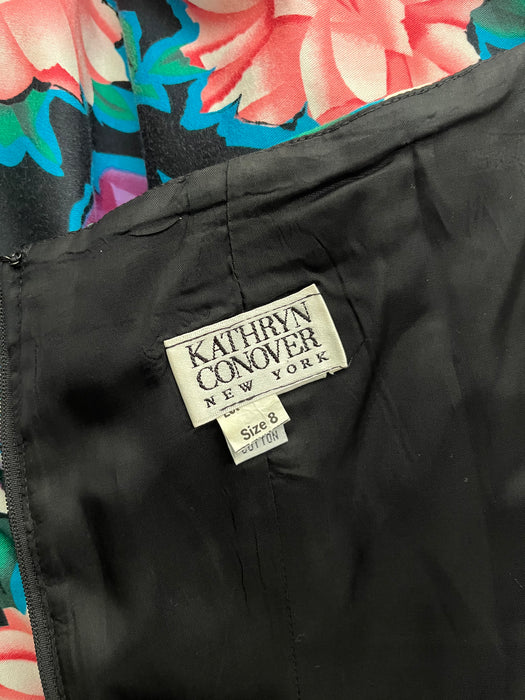 KATHRYN
CONOVER
NEW YORK
Size 8
COTTON